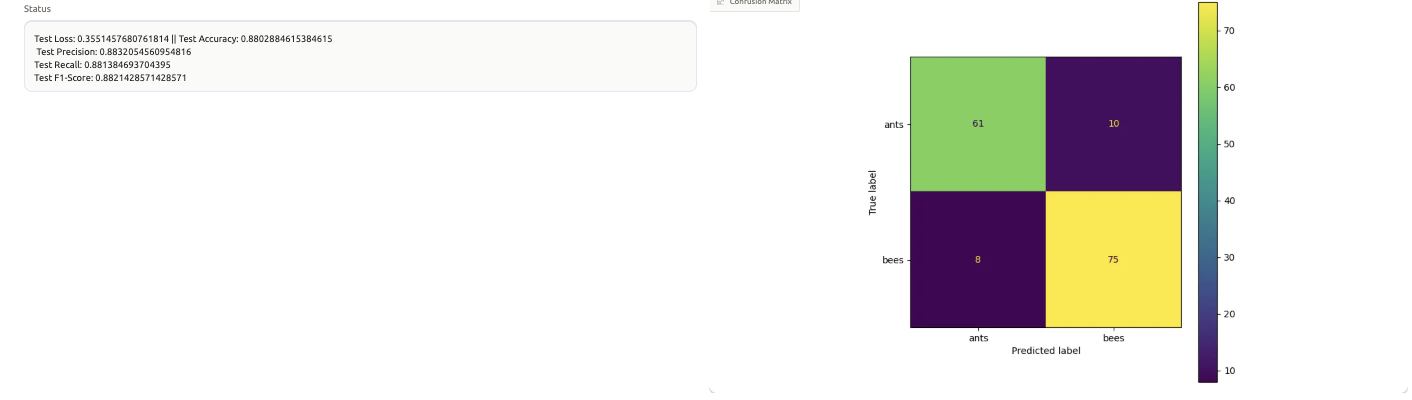 Status
Test Loss: 0.3551457680761814 || Test Accuracy: 0.8802884615384615
Test Precision: 0.8832054560954816
Test Recall: 0.881384693704395
Test F1-Score: 0.8821428571428571
Confusion Matrix
70
60
50
40
30
20
10
True label
ants
bees
61
10
8
75
ants
bees
Predicted label